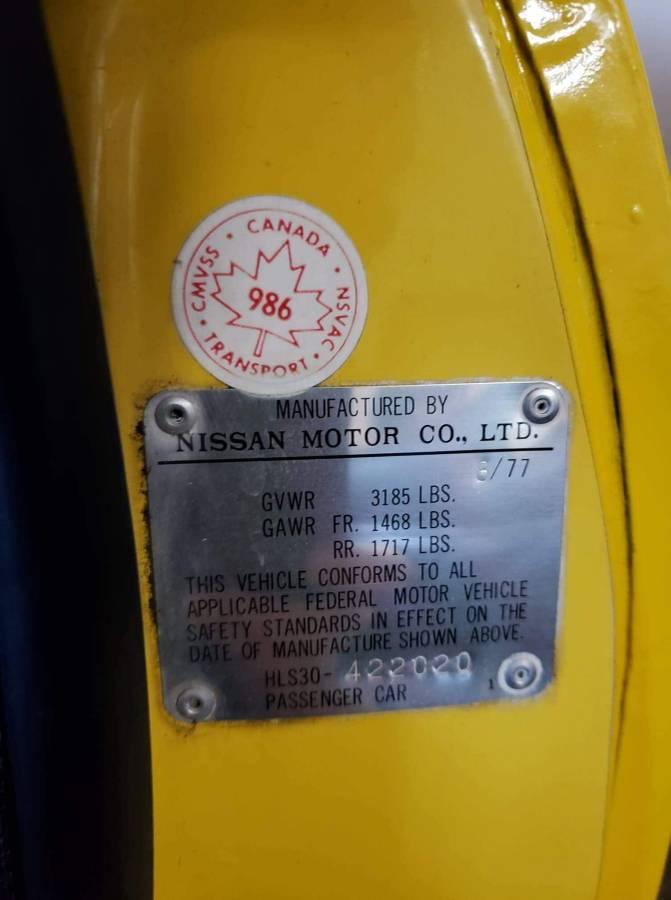 CANADA
CMVSS • NSVAC
986
TRANSPORT
MANUFACTURED BY
NISSAN MOTOR CO., LTD.
/77
GVWR 3185 LBS.
GAWR FR. 1468 LBS.
RR. 1717 LBS.
THIS VEHICLE CONFORMS TO ALL
APPLICABLE FEDERAL MOTOR VEHICLE
SAFETY STANDARDS IN EFFECT ON THE
DATE OF MANUFACTURE SHOWN ABOVE.
HLS30-422020
PASSENGER CAR 1